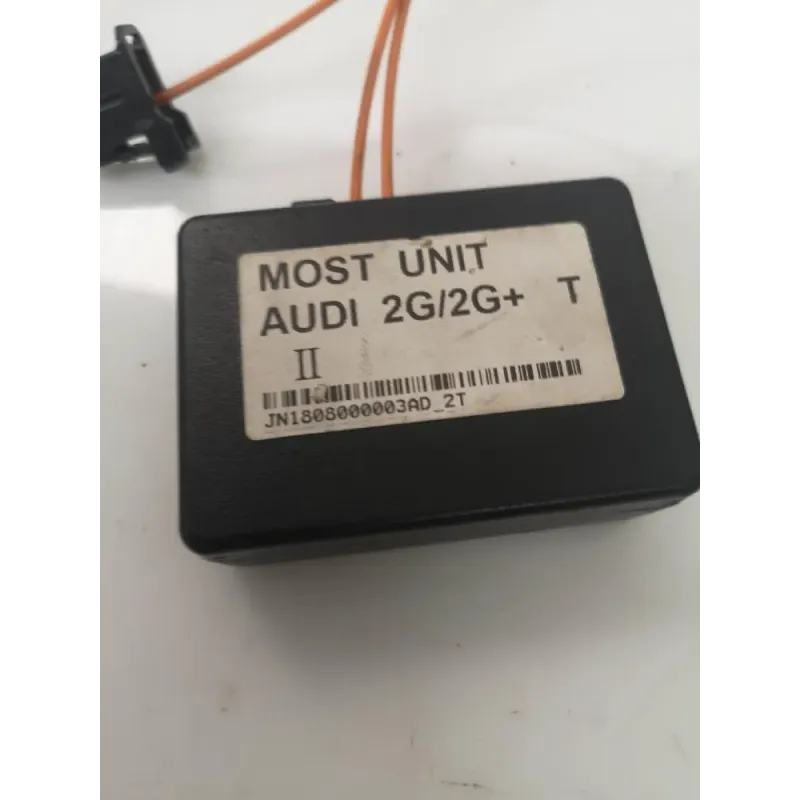 MOST UNIT
AUDI 2G/2G+ T
II
JN1808000003AD_2T